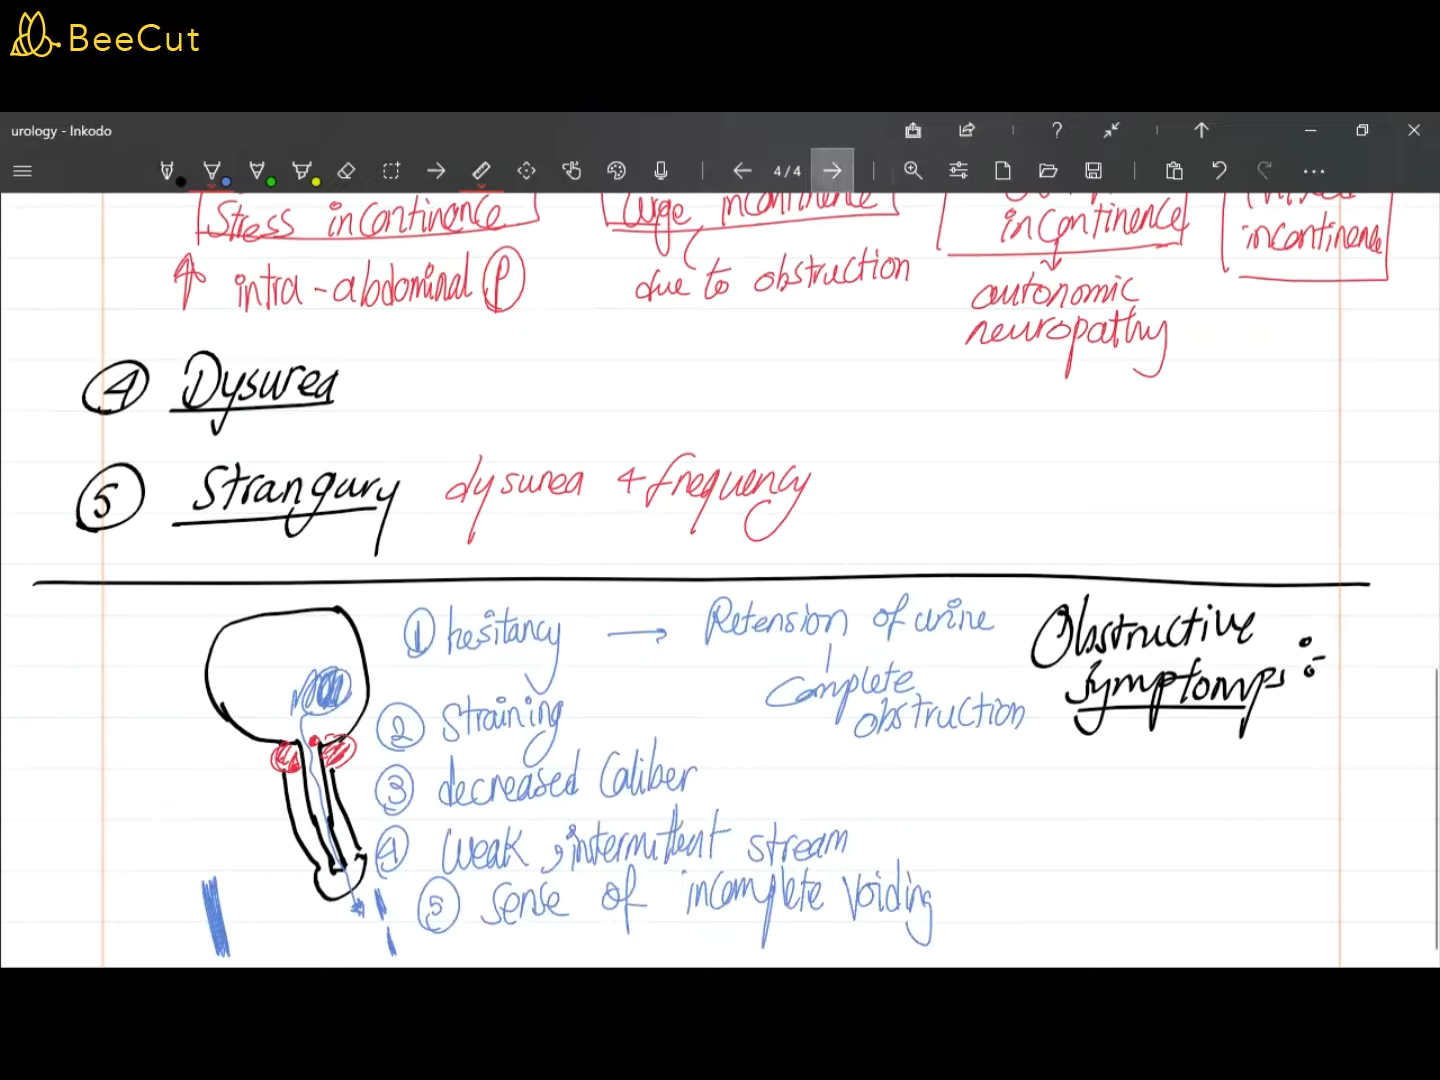 BeeCut
urology - Inkodo
4/4
Stress incontinence
urge incontinence
incontinence
incontinence
↑ intra-abdominal P
due to obstruction
autonomic
neuropathy
4 Dysurea
5 Strangury dysurea + frequency
Obstructive
symptomps :-
1 hesitancy → Retension of urine
Complete
obstruction
2 Straining
3 decreased Caliber
4 weak, intermittent stream
5 sense of incomplete voiding